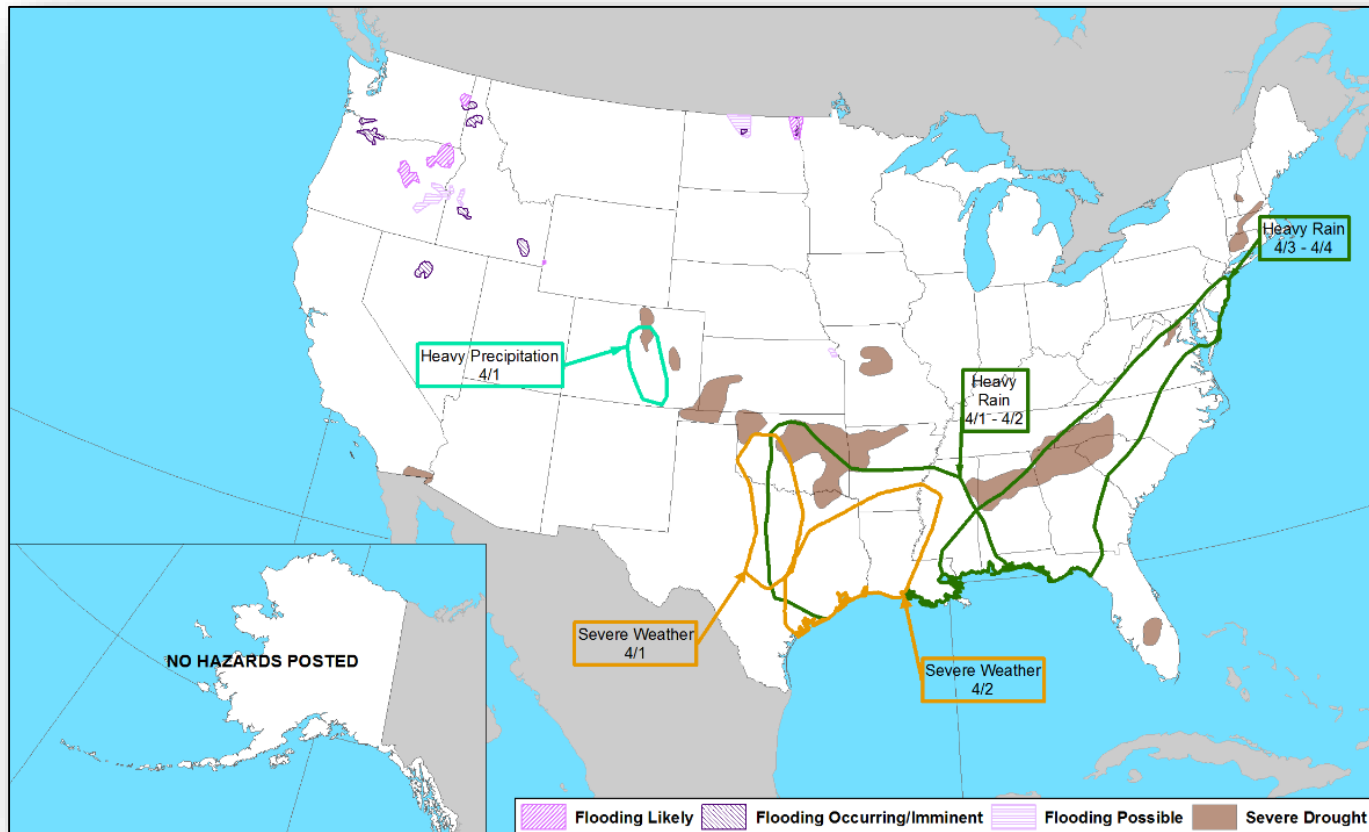 Heavy Rain
4/3 - 4/4
Heavy Precipitation
4/1
Heavy
Rain
4/1 - 4/2
Severe Weather
4/1
NO HAZARDS POSTED
Severe Weather
4/2
Flooding Likely
Flooding Occurring/Imminent
Flooding Possible
Severe Drought